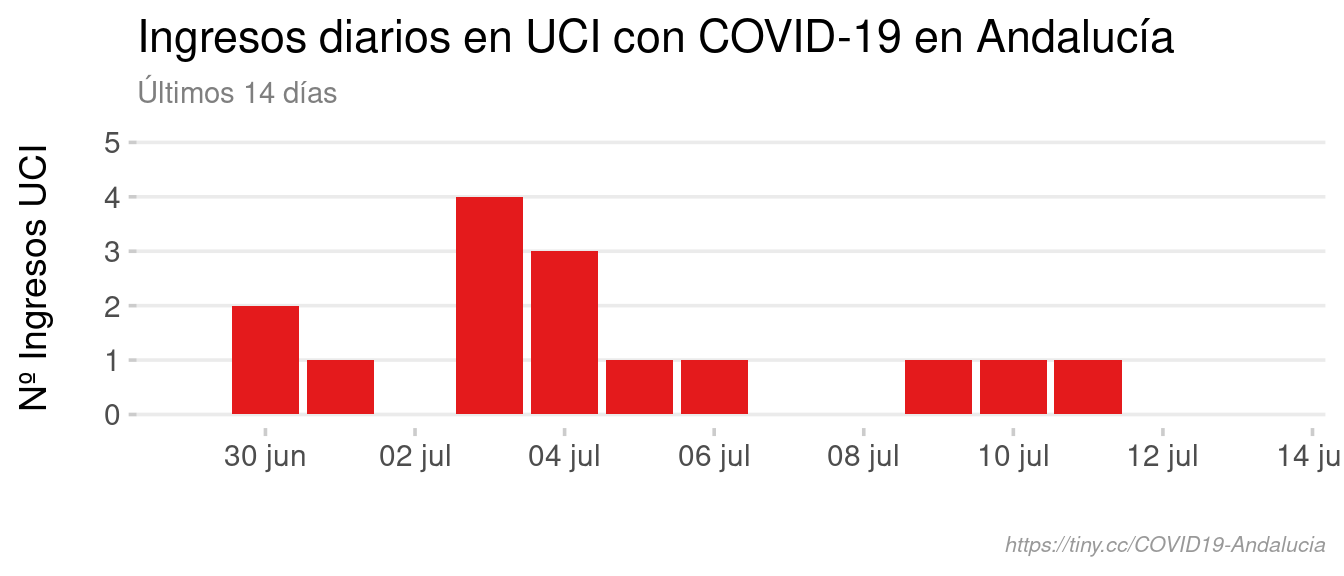 Ingresos diarios en UCI con COVID-19 en Andalucía
Últimos 14 días
Nº Ingresos UCI
5
4
3
2
1
0
30 jun 02 jul 04 jul 06 jul 08 jul 10 jul 12 jul 14 ju
https://tiny.cc/COVID19-Andalucia